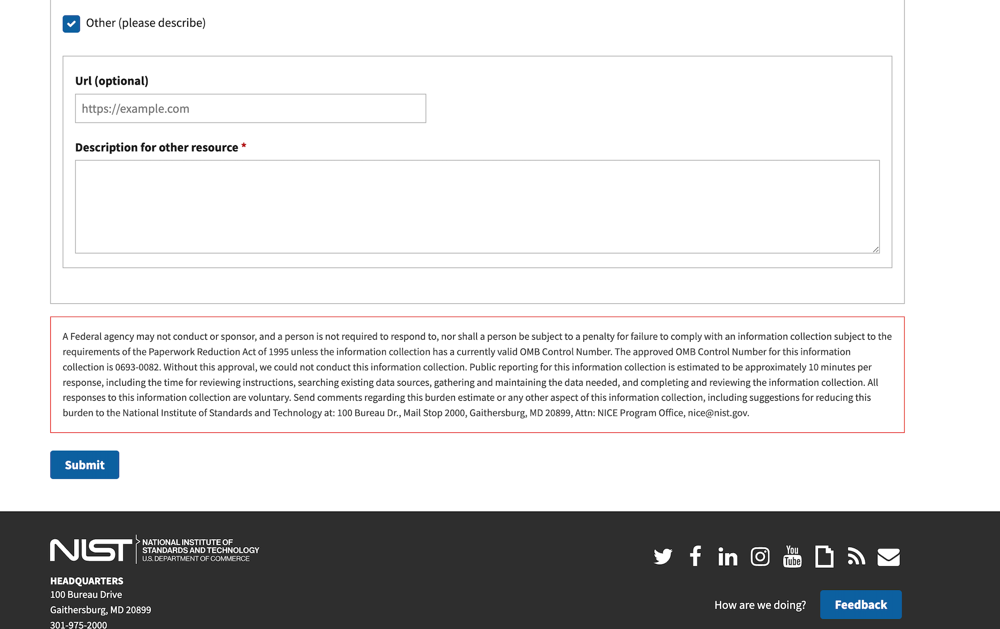 Other (please describe)
Url (optional)
https://example.com
Description for other resource *
A Federal agency may not conduct or sponsor, and a person is not required to respond to, nor shall a person be subject to a penalty for failure to comply with an information collection subject to the
requirements of the Paperwork Reduction Act of 1995 unless the information collection has a currently valid OMB Control Number. The approved OMB Control Number for this information
collection is 0693-0082. Without this approval, we could not conduct this information collection. Public reporting for this information collection is estimated to be approximately 10 minutes per
response, including the time for reviewing instructions, searching existing data sources, gathering and maintaining the data needed, and completing and reviewing the information collection. All
responses to this information collection are voluntary. Send comments regarding this burden estimate or any other aspect of this information collection, including suggestions for reducing this
burden to the National Institute of Standards and Technology at: 100 Bureau Dr., Mail Stop 2000, Gaithersburg, MD 20899, Attn: NICE Program Office, nice@nist.gov.
Submit
NIST
NATIONAL INSTITUTE OF
STANDARDS AND TECHNOLOGY
U.S. DEPARTMENT OF COMMERCE
You
Tube
HEADQUARTERS
100 Bureau Drive
Gaithersburg, MD 20899
301-975-2000
How are we doing?
Feedback